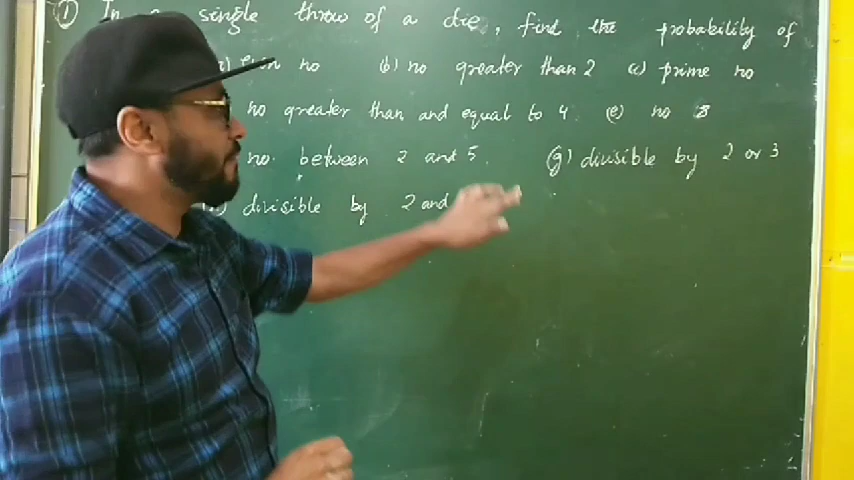 ① In a single throw of a die, find the probability of
even no (b) no greater than 2 (c) prime no
no greater than and equal to 4. (e) no
no. between 2 and 5. (g) divisible by 2 or 3
divisible by 2 and